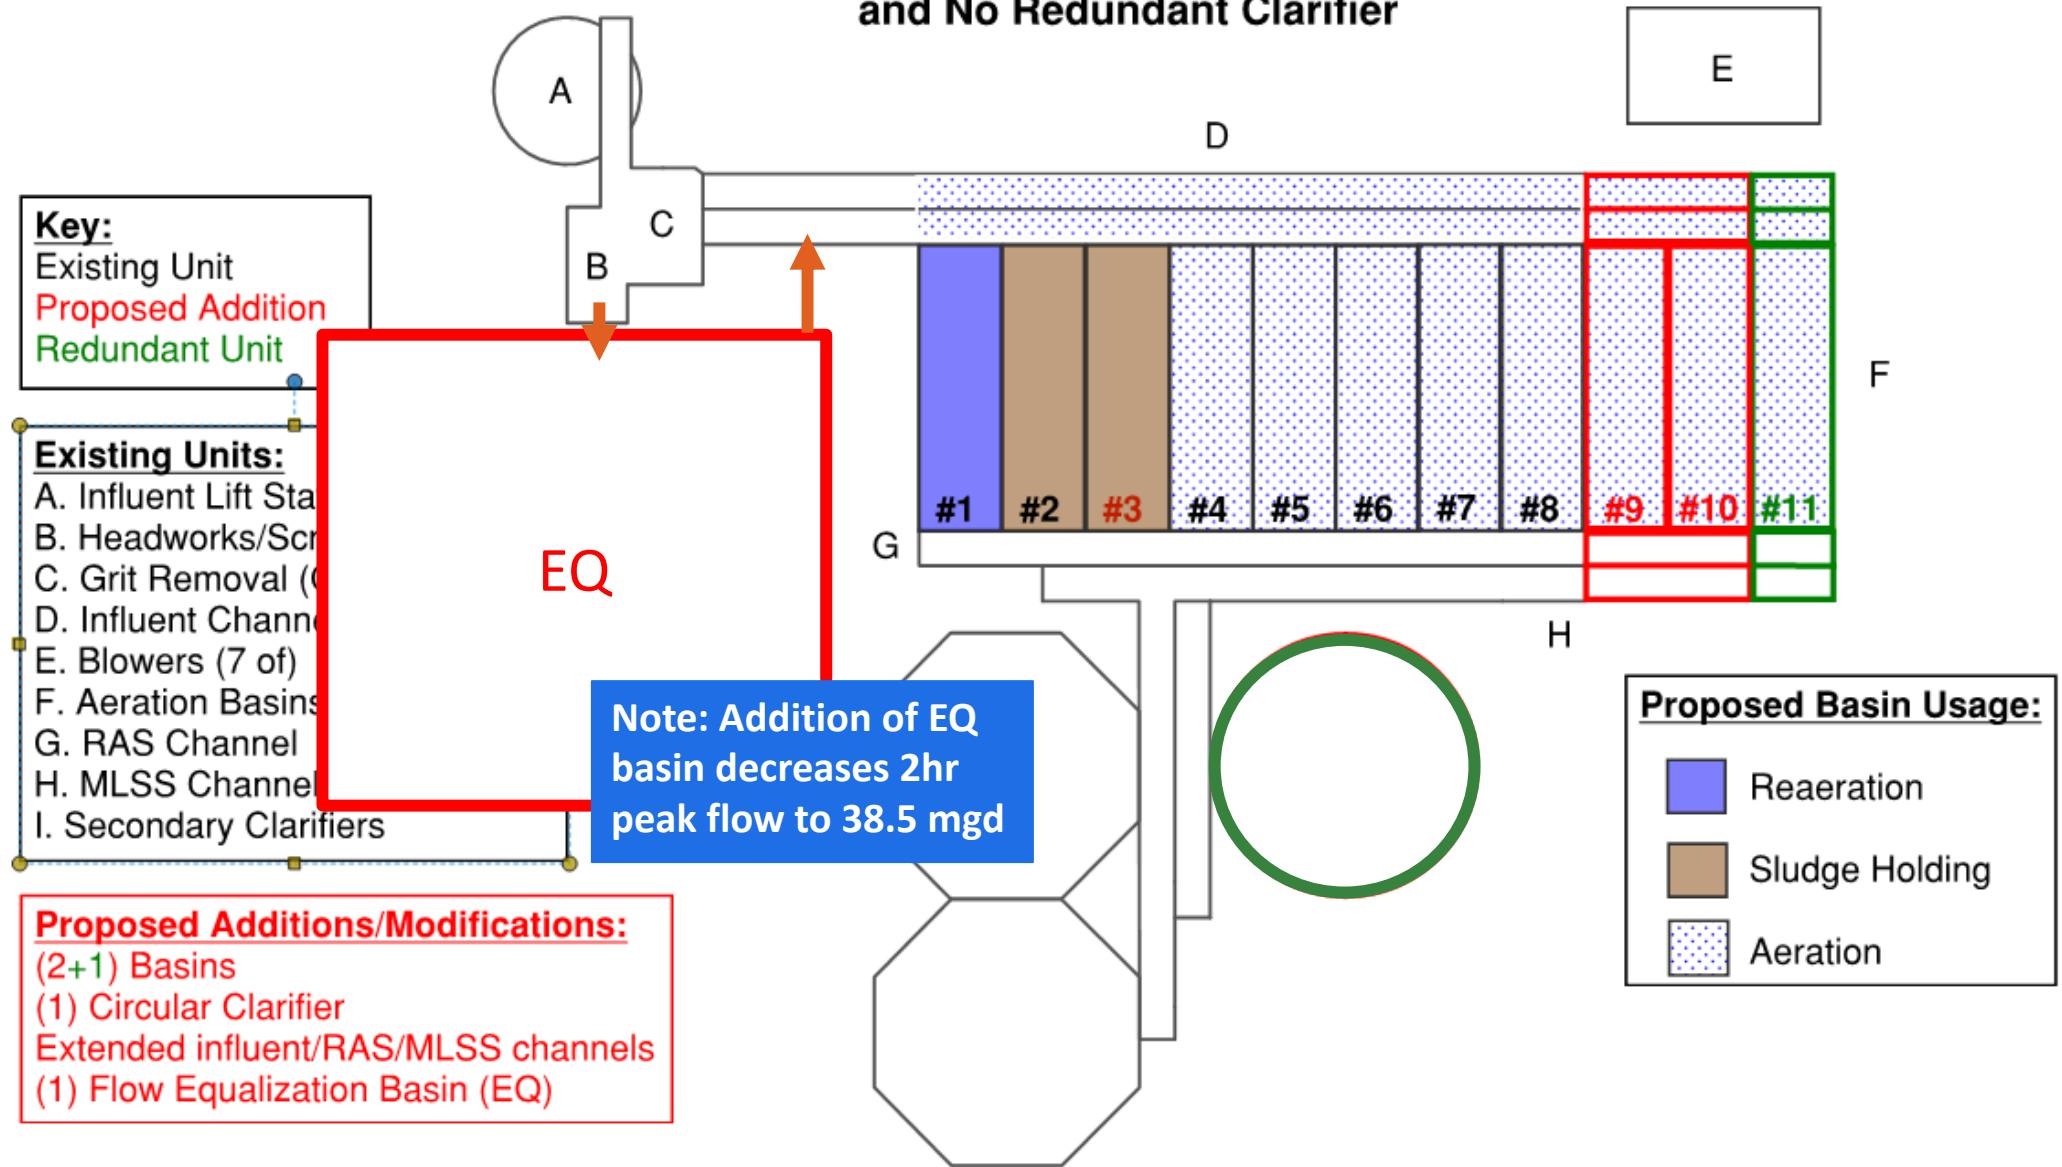 and No Redundant Clarifier
A
E
D
Key:
Existing Unit
Proposed Addition
Redundant Unit
C
B
F
Existing Units:
A. Influent Lift Sta
B. Headworks/Scr
C. Grit Removal (
D. Influent Chann
E. Blowers (7 of)
F. Aeration Basins
G. RAS Channel
H. MLSS Channel
I. Secondary Clarifiers
EQ
#1 #2 #3 #4 #5 #6 #7 #8 #9 #10 #11
G
H
Note: Addition of EQ
basin decreases 2hr
peak flow to 38.5 mgd
Proposed Basin Usage:
Reaeration
Sludge Holding
Aeration
Proposed Additions/Modifications:
(2+1) Basins
(1) Circular Clarifier
Extended influent/RAS/MLSS channels
(1) Flow Equalization Basin (EQ)